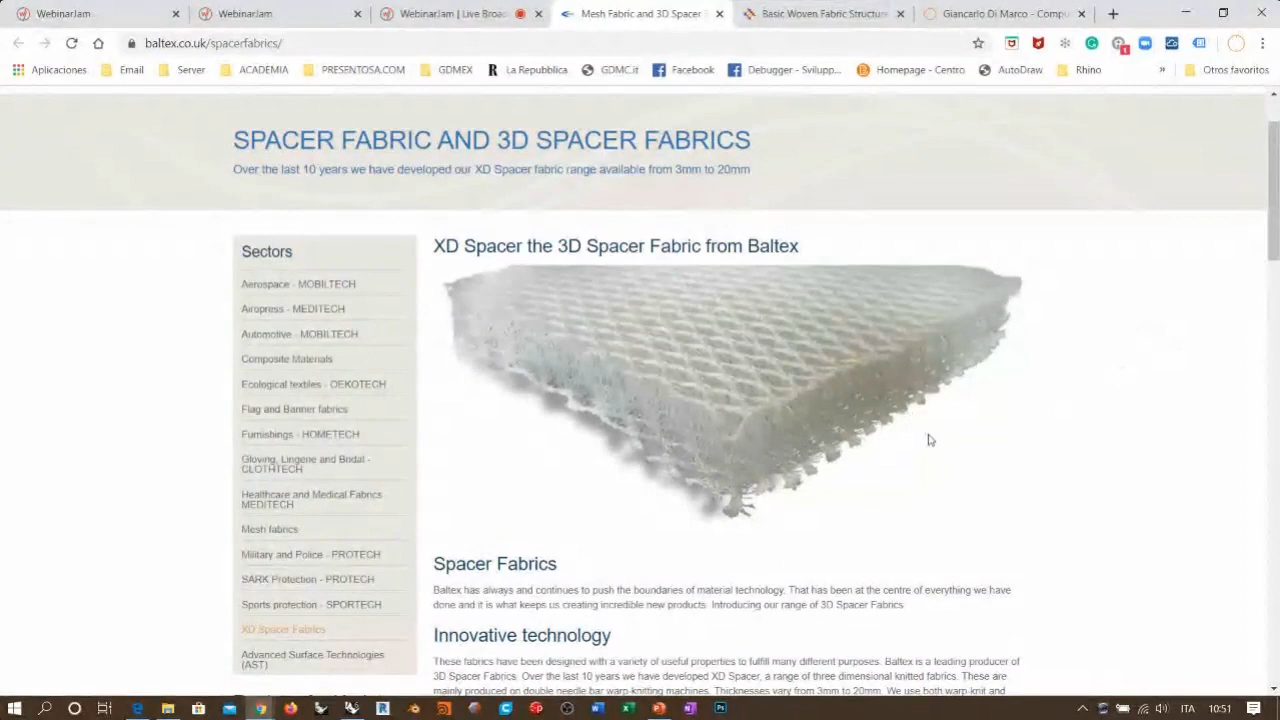 WebinarJam
WebinarJam
WebinarJam | Live Broa
Mesh Fabric and 3D Spacer
Basic Woven Fabric Structure
Giancarlo Di Marco - Compu
baltex.co.uk/spacerfabrics/
Aplicaciones
Email
Server
ACADEMIA
PRESENTOSA.COM
GDMEX
La Repubblica
GDMC.it
Facebook
Debugger - Svilupp...
Homepage - Centro
AutoDraw
Rhino
»
Otros favoritos
SPACER FABRIC AND 3D SPACER FABRICS
Over the last 10 years we have developed our XD Spacer fabric range available from 3mm to 20mm
Sectors
Aerospace - MOBILTECH
Airopress - MEDITECH
Automotive - MOBILTECH
Composite Materials
Ecological textiles - OEKOTECH
Flag and Banner fabrics
Furnishings - HOMETECH
Gloving, Lingerie and Bridal -
CLOTHTECH
Healthcare and Medical Fabrics
MEDITECH
Mesh fabrics
Military and Police - PROTECH
SARK Protection - PROTECH
Sports protection - SPORTECH
XD Spacer Fabrics
Advanced Surface Technologies
(AST)
XD Spacer the 3D Spacer Fabric from Baltex
Spacer Fabrics
Baltex has always and continues to push the boundaries of material technology. That has been at the centre of everything we have
done and it is what keeps us creating incredible new products. Introducing our range of 3D Spacer Fabrics
Innovative technology
These fabrics have been designed with a variety of useful properties to fulfill many different purposes. Baltex is a leading producer of
3D Spacer Fabrics. Over the last 10 years we have developed XD Spacer, a range of three dimensional knitted fabrics. These are
mainly produced on double needle bar warp-knitting machines. Thicknesses vary from 3mm to 20mm. We use both warp-knit and
ITA
10:51